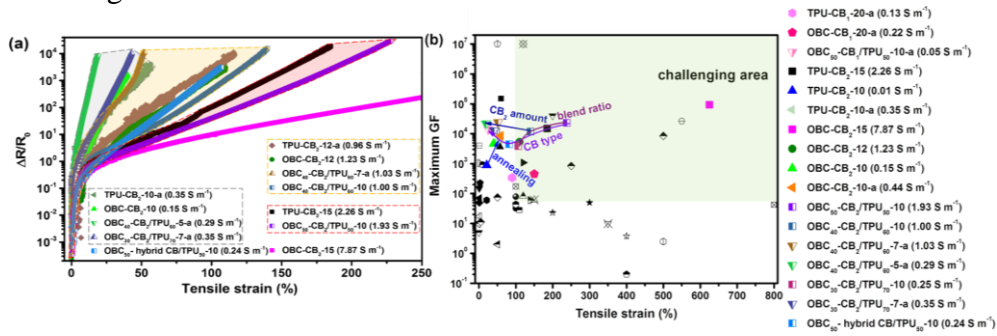 (a)
ΔR/R₀
10⁴
10³
10²
10¹
10⁰
10⁻¹
10⁻²
10⁻³
TPU-CB₂-12-a (0.96 S m⁻¹)
OBC-CB₂-12 (1.23 S m⁻¹)
OBC₄₀-CB₂/TPU₆₀-7-a (1.03 S m⁻¹)
OBC₄₀-CB₂/TPU₆₀-10 (1.00 S m⁻¹)
TPU-CB₂-10-a (0.35 S m⁻¹)
OBC-CB₂-10 (0.15 S m⁻¹)
OBC₄₀-CB₂/TPU₆₀-5-a (0.29 S m⁻¹)
OBC₃₀-CB₂/TPU₇₀-7-a (0.35 S m⁻¹)
OBC₅₀- hybrid CB/TPU₅₀-10 (0.24 S m⁻¹)
TPU-CB₂-15 (2.26 S m⁻¹)
OBC₅₀-CB₂/TPU₅₀-10 (1.93 S m⁻¹)
OBC-CB₂-15 (7.87 S m⁻¹)
0 50 100 150 200 250
Tensile strain (%)
(b)
Maximum GF
10⁷
10⁶
10⁵
10⁴
10³
10²
10¹
10⁰
10⁻¹
challenging area
CB₂ amount
blend ratio
CB type
annealing
0 100 200 300 400 500 600 700 800
Tensile strain (%)
TPU-CB₁-20-a (0.13 S m⁻¹)
OBC-CB₁-20-a (0.22 S m⁻¹)
OBC₅₀-CB₁/TPU₅₀-10-a (0.05 S m⁻¹)
TPU-CB₂-15 (2.26 S m⁻¹)
TPU-CB₂-10 (0.01 S m⁻¹)
TPU-CB₂-10-a (0.35 S m⁻¹)
OBC-CB₂-15 (7.87 S m⁻¹)
OBC-CB₂-12 (1.23 S m⁻¹)
OBC-CB₂-10 (0.15 S m⁻¹)
OBC-CB₂-10-a (0.44 S m⁻¹)
OBC₅₀-CB₂/TPU₅₀-10 (1.93 S m⁻¹)
OBC₄₀-CB₂/TPU₆₀-10 (1.00 S m⁻¹)
OBC₄₀-CB₂/TPU₆₀-7-a (1.03 S m⁻¹)
OBC₄₀-CB₂/TPU₆₀-5-a (0.29 S m⁻¹)
OBC₃₀-CB₂/TPU₇₀-10 (0.25 S m⁻¹)
OBC₃₀-CB₂/TPU₇₀-7-a (0.35 S m⁻¹)
OBC₅₀- hybrid CB/TPU₅₀-10 (0.24 S m⁻¹)